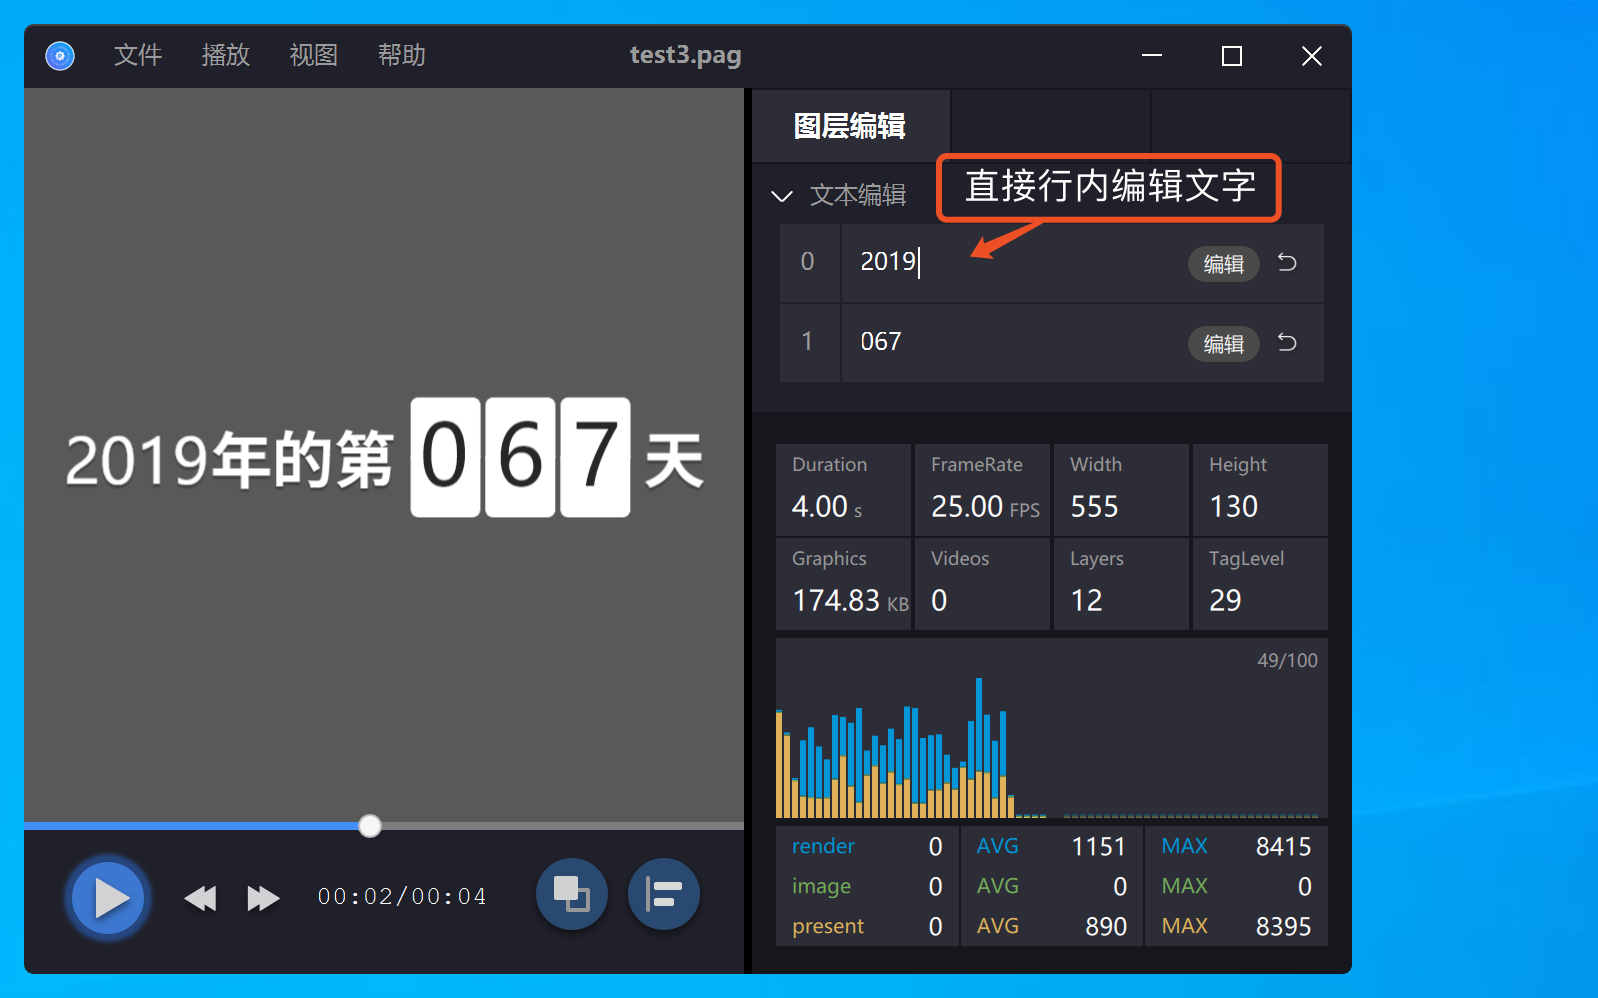 文件 播放 视图 帮助 test3.pag
图层编辑
文本编辑
直接行内编辑文字
0 2019 编辑
1 067 编辑
2019年的第 0 6 7 天
Duration FrameRate Width Height
4.00 s 25.00 FPS 555 130
Graphics Videos Layers TagLevel
174.83 KB 0 12 29
49/100
render 0 AVG 1151 MAX 8415
image 0 AVG 0 MAX 0
present 0 AVG 890 MAX 8395
00:02/00:04